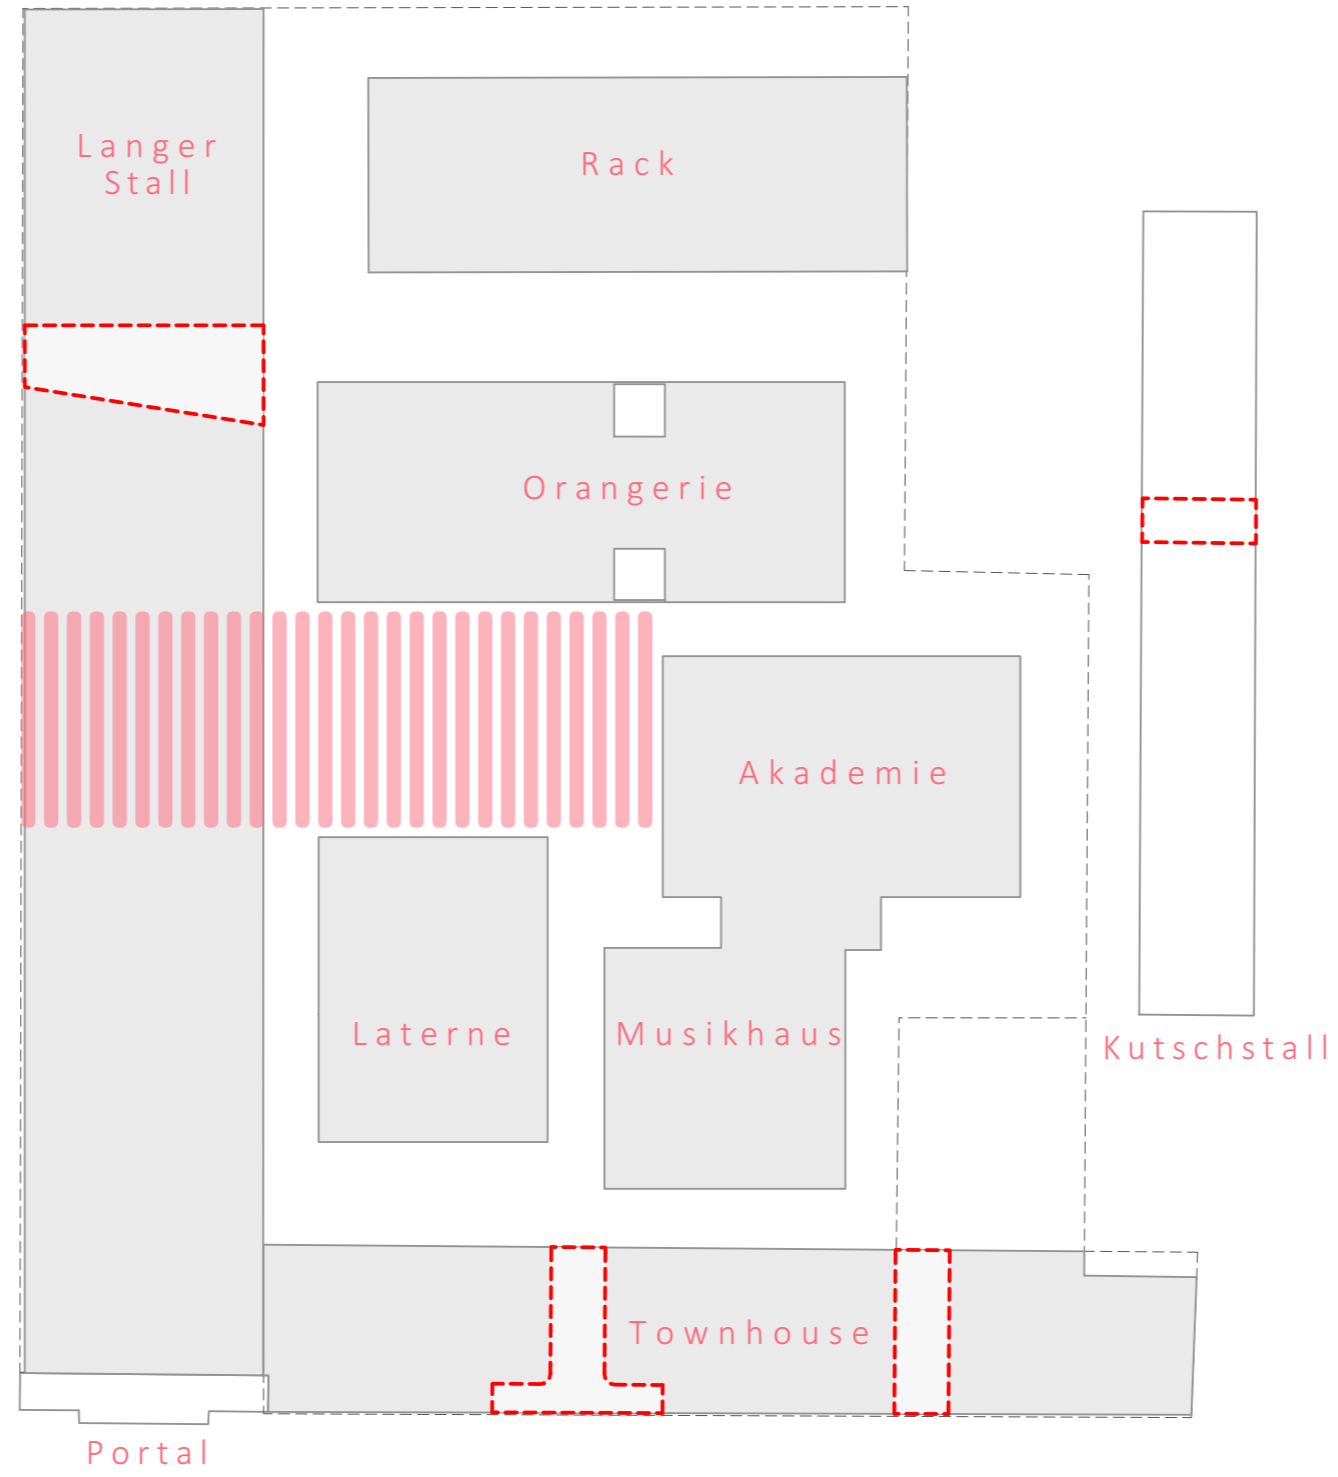 Langer
Stall
Rack
Orangerie
Akademie
Laterne
Musikhaus
Kutschstall
Townhouse
Portal